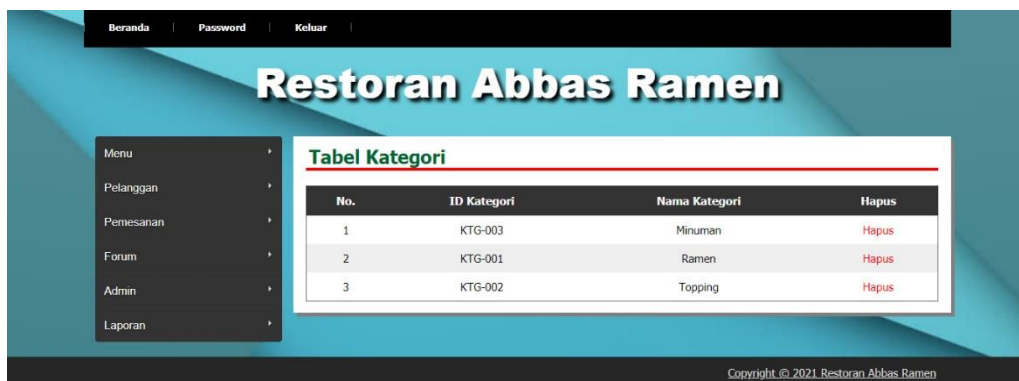 Beranda Password Keluar
Restoran Abbas Ramen
Menu
Pelanggan
Pemesanan
Forum
Admin
Laporan
Tabel Kategori
No. ID Kategori Nama Kategori Hapus
1 KTG-003 Minuman Hapus
2 KTG-001 Ramen Hapus
3 KTG-002 Topping Hapus
Copyright © 2021 Restoran Abbas Ramen